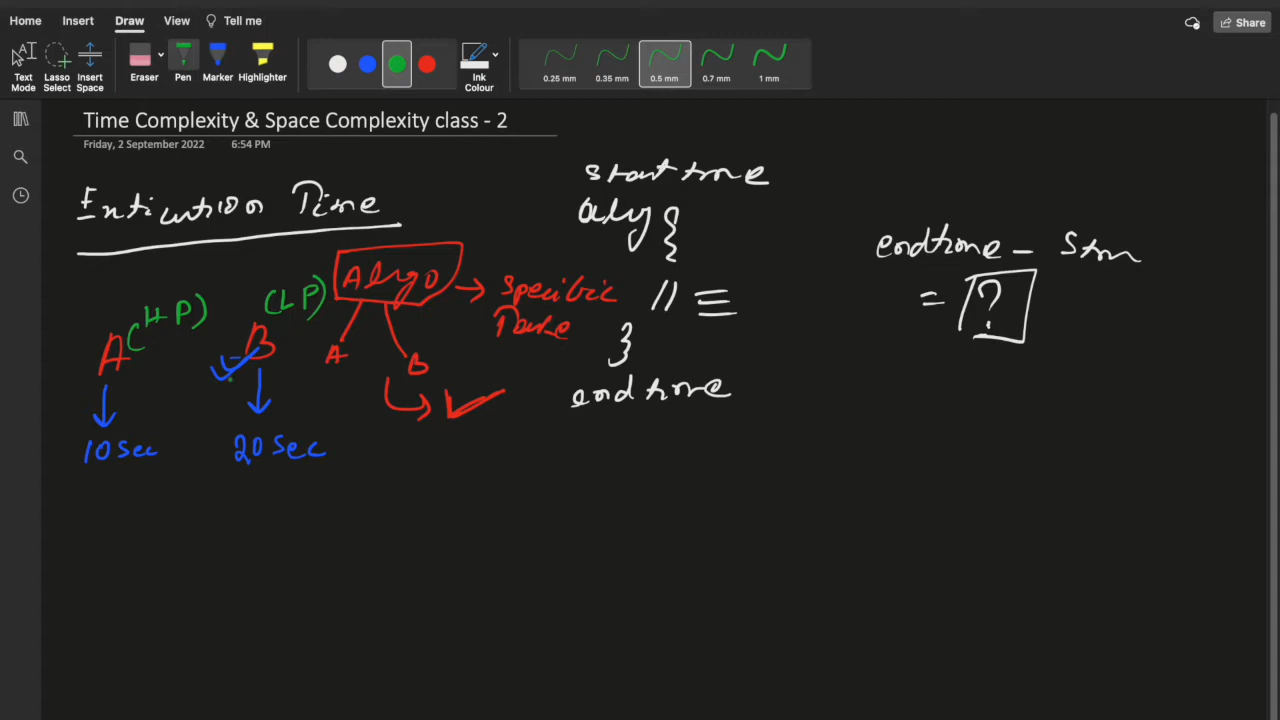 Home Insert Draw View Tell me
Share
Text Mode
Lasso Select
Insert Space
Eraser
Pen
Marker
Highlighter
Ink Colour
0.25 mm
0.35 mm
0.5 mm
0.7 mm
1 mm
Time Complexity & Space Complexity class - 2
Friday, 2 September 2022 6:54 PM
Time
start time
algo {
// ≡
}
end time
endtime -
= ?
Algo
→ specific
A
B
A (HP)
B (LP)
10 Sec
20 Sec